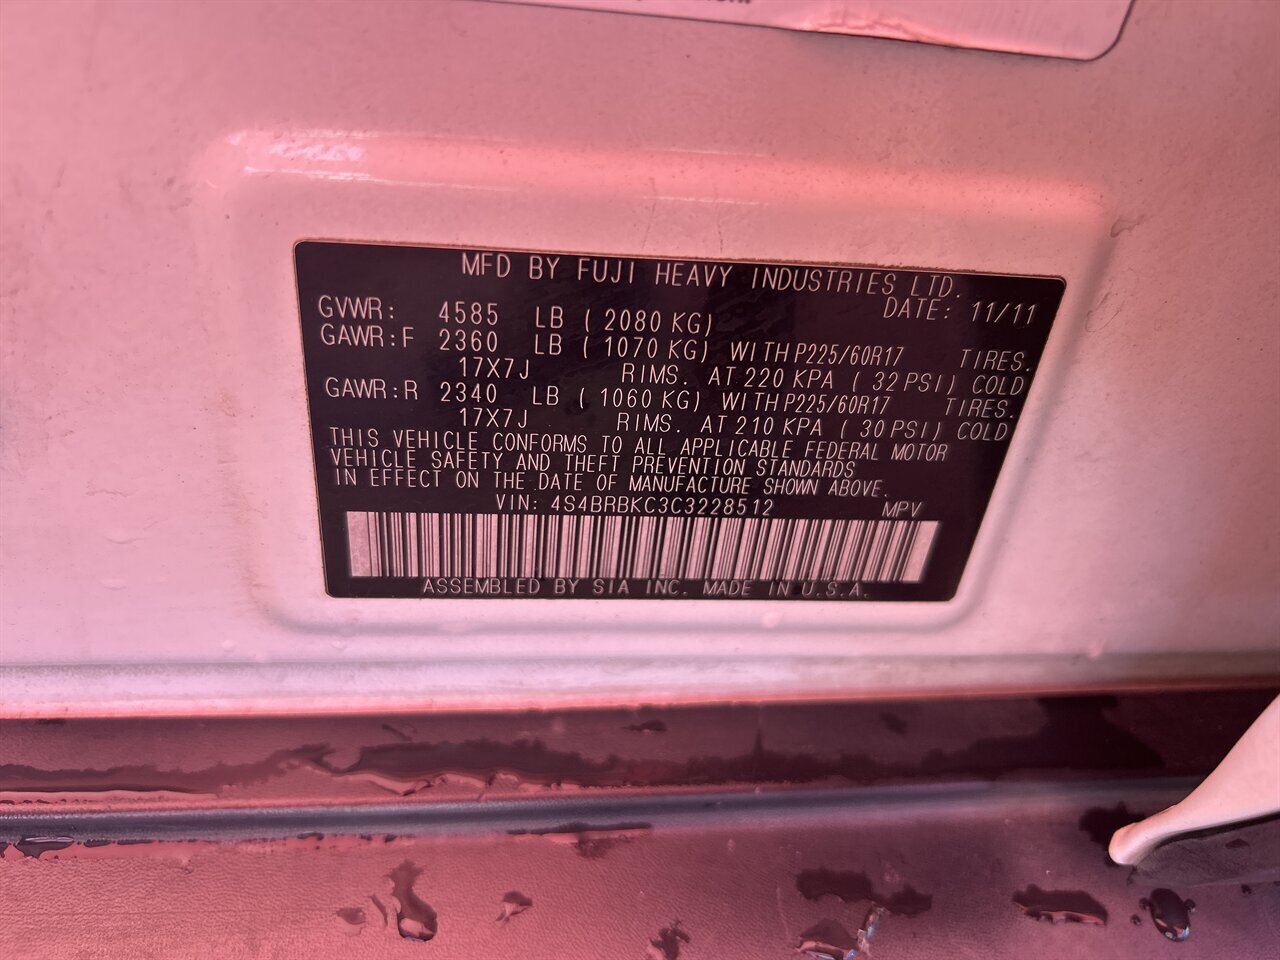 MFD BY FUJI HEAVY INDUSTRIES LTD.
DATE: 11/11
GVWR: 4585 LB ( 2080 KG)
GAWR:F 2360 LB ( 1070 KG) WITH P225/60R17 TIRES.
17X7J RIMS. AT 220 KPA ( 32 PSI) COLD
GAWR:R 2340 LB ( 1060 KG) WITH P225/60R17 TIRES.
17X7J RIMS. AT 210 KPA ( 30 PSI) COLD
THIS VEHICLE CONFORMS TO ALL APPLICABLE FEDERAL MOTOR
VEHICLE SAFETY AND THEFT PREVENTION STANDARDS
IN EFFECT ON THE DATE OF MANUFACTURE SHOWN ABOVE.
VIN: 4S4BRBKC3C3228512 MPV
ASSEMBLED BY SIA INC. MADE IN U.S.A.